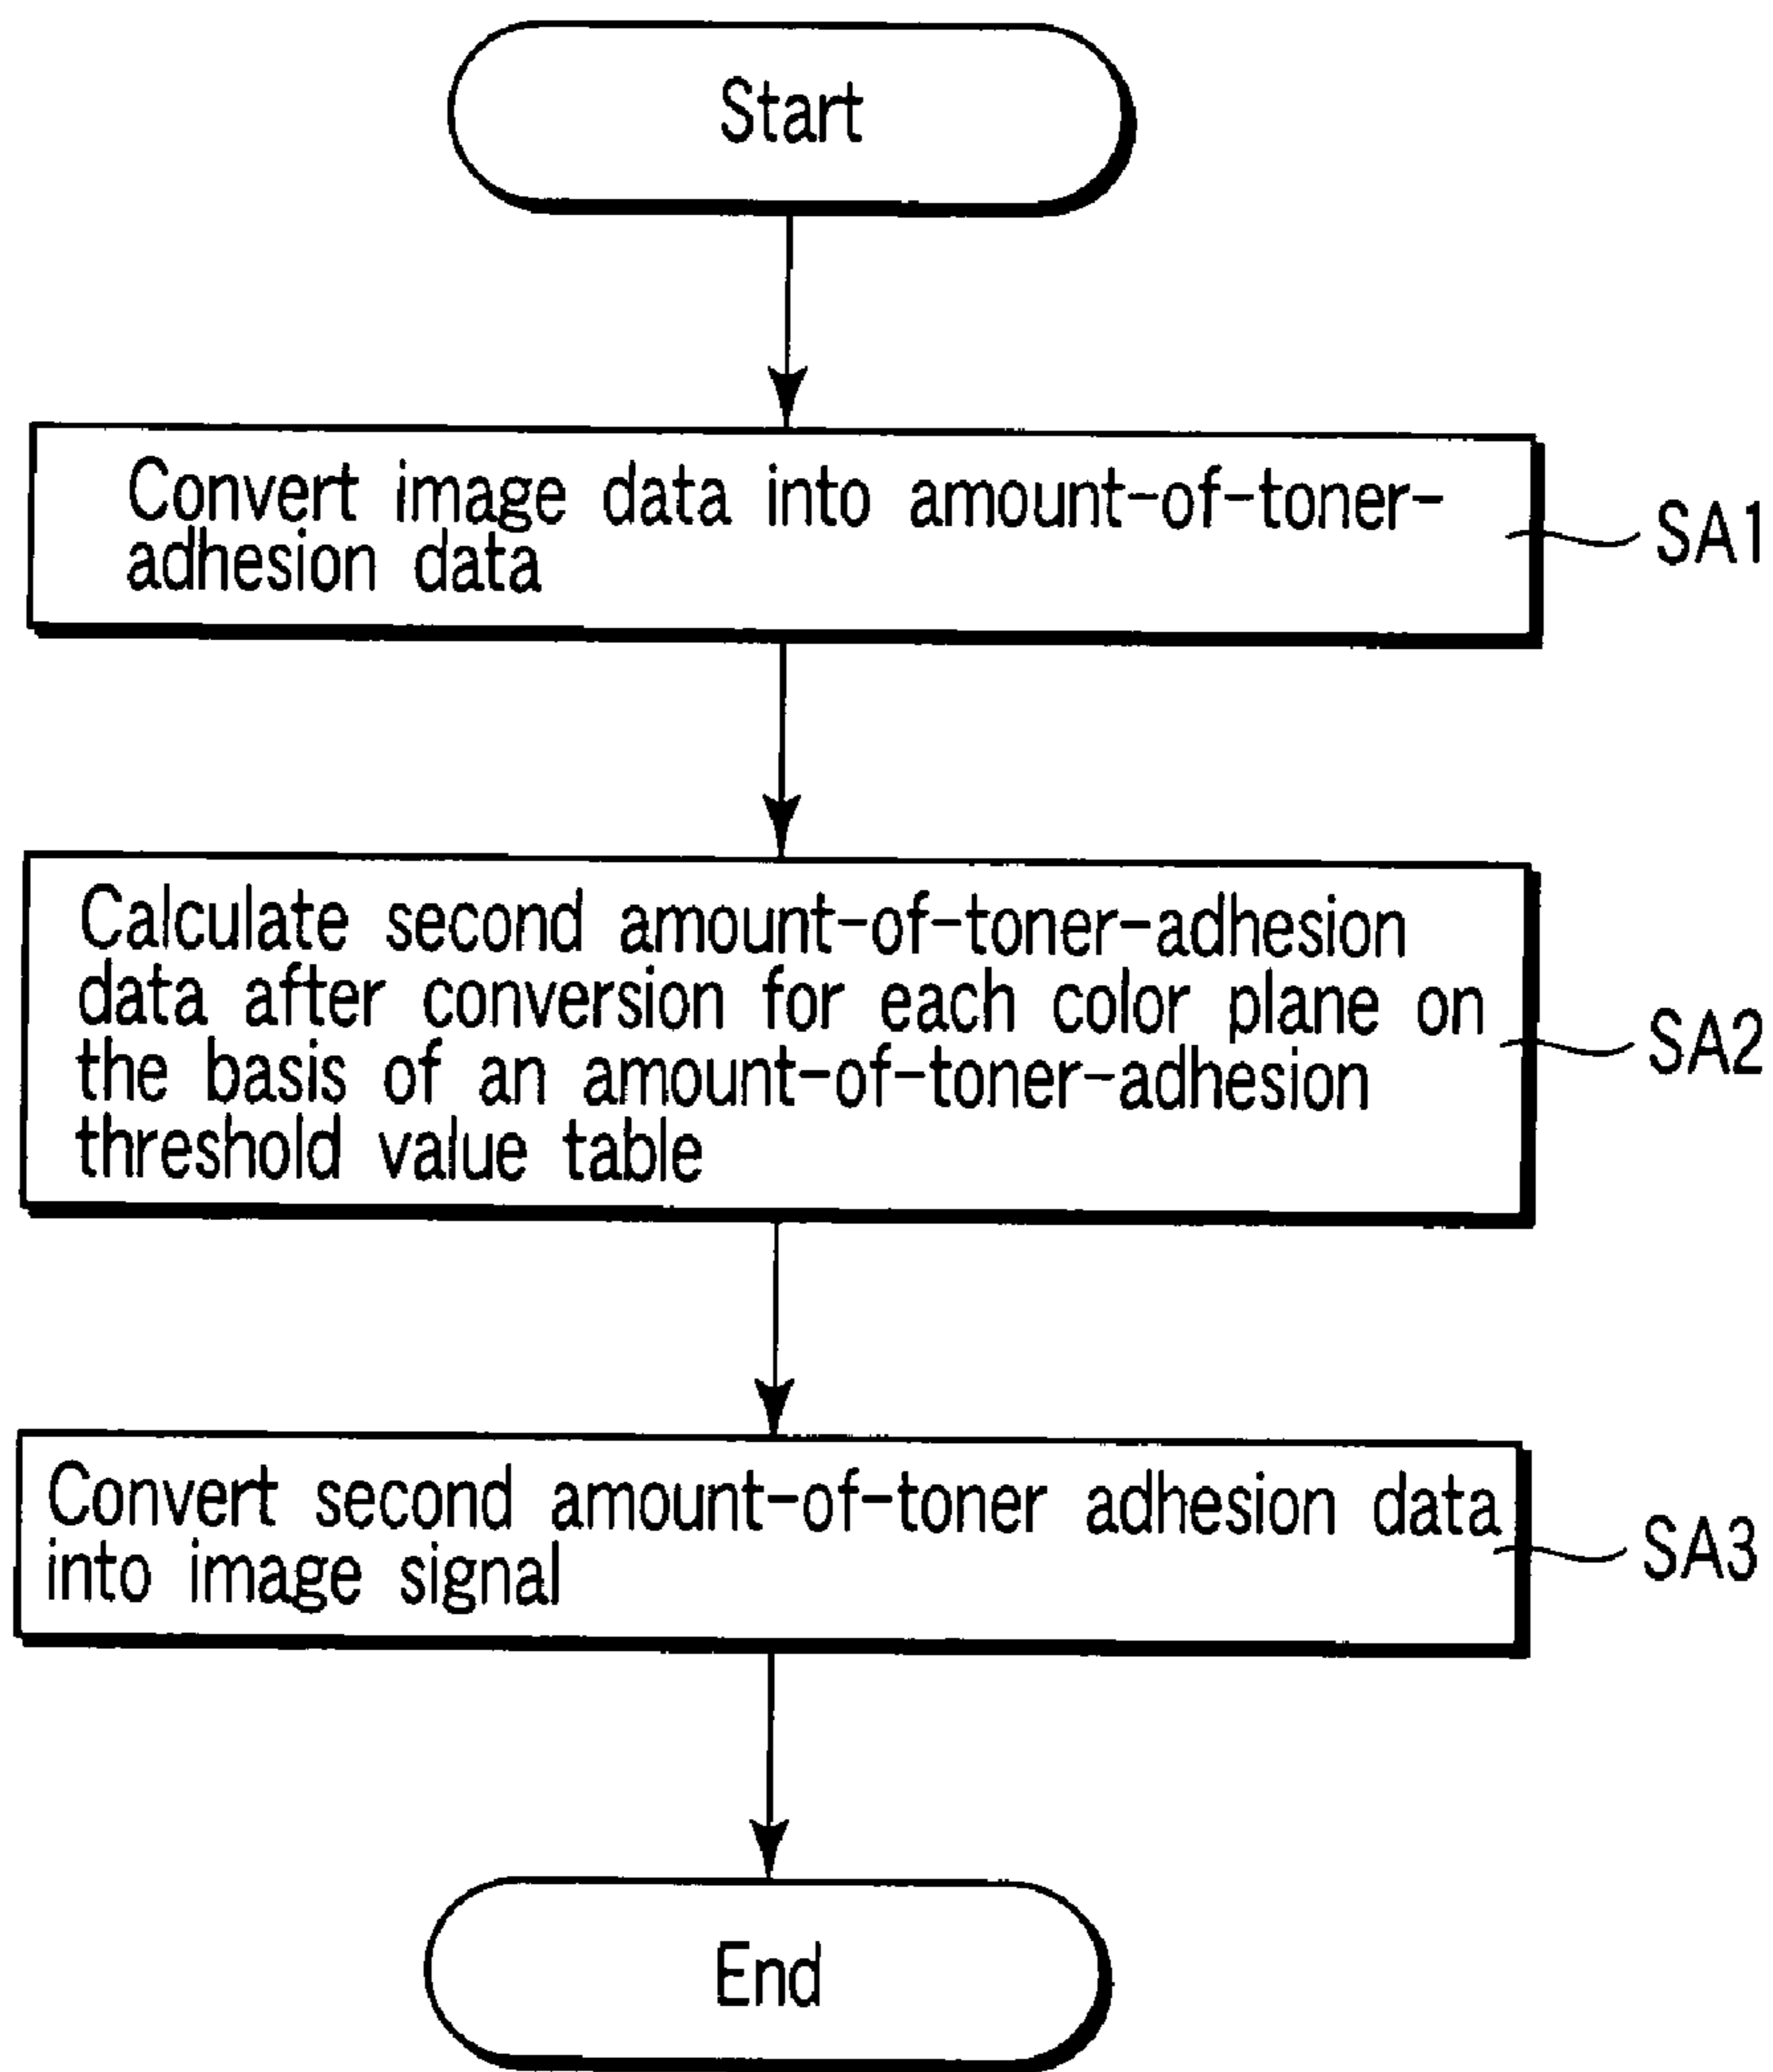 Start
Convert image data into amount-of-toner-
adhesion data
SA1
Calculate second amount-of-toner-adhesion
data after conversion for each color plane on
the basis of an amount-of-toner-adhesion
threshold value table
SA2
Convert second amount-of-toner adhesion data
into image signal
SA3
End